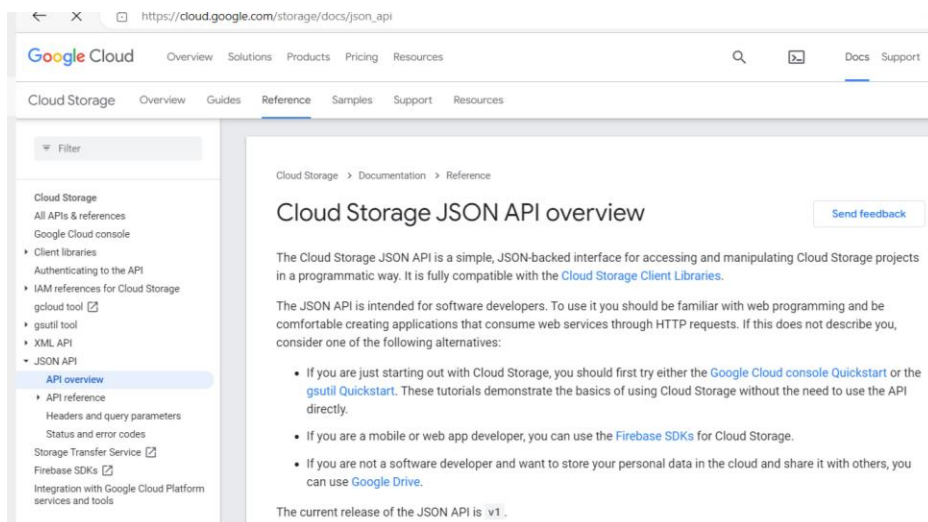 https://cloud.google.com/storage/docs/json_api
Google Cloud Overview Solutions Products Pricing Resources Docs Support
Cloud Storage Overview Guides Reference Samples Support Resources
Filter
Cloud Storage
All APIs & references
Google Cloud console
Client libraries
Authenticating to the API
IAM references for Cloud Storage
gcloud tool
gsutil tool
XML API
JSON API
API overview
API reference
Headers and query parameters
Status and error codes
Storage Transfer Service
Firebase SDKs
Integration with Google Cloud Platform
services and tools
Cloud Storage > Documentation > Reference
Cloud Storage JSON API overview
Send feedback
The Cloud Storage JSON API is a simple, JSON-backed interface for accessing and manipulating Cloud Storage projects
in a programmatic way. It is fully compatible with the Cloud Storage Client Libraries.
The JSON API is intended for software developers. To use it you should be familiar with web programming and be
comfortable creating applications that consume web services through HTTP requests. If this does not describe you,
consider one of the following alternatives:
• If you are just starting out with Cloud Storage, you should first try either the Google Cloud console Quickstart or the
gsutil Quickstart. These tutorials demonstrate the basics of using Cloud Storage without the need to use the API
directly.
• If you are a mobile or web app developer, you can use the Firebase SDKs for Cloud Storage.
• If you are not a software developer and want to store your personal data in the cloud and share it with others, you
can use Google Drive.
The current release of the JSON API is v1 .